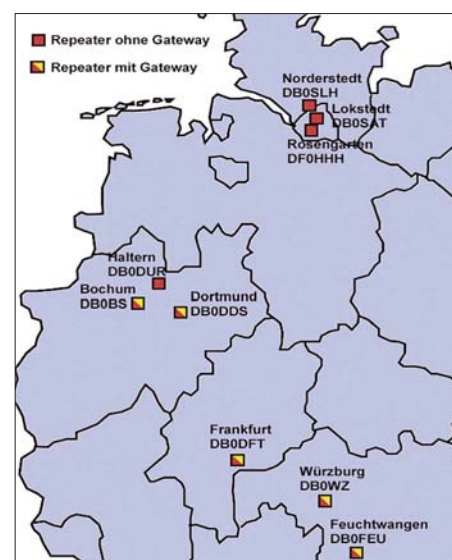 Repeater ohne Gateway
Repeater mit Gateway
Norderstedt
DB0SLH
Lokstedt
DB0SAT
Rosengarten
DF0HHH
Haltern
DB0DUR
Bochum
DB0BS
Dortmund
DB0DDS
Frankfurt
DB0DFT
Würzburg
DB0WZ
Feuchtwangen
DB0FEU